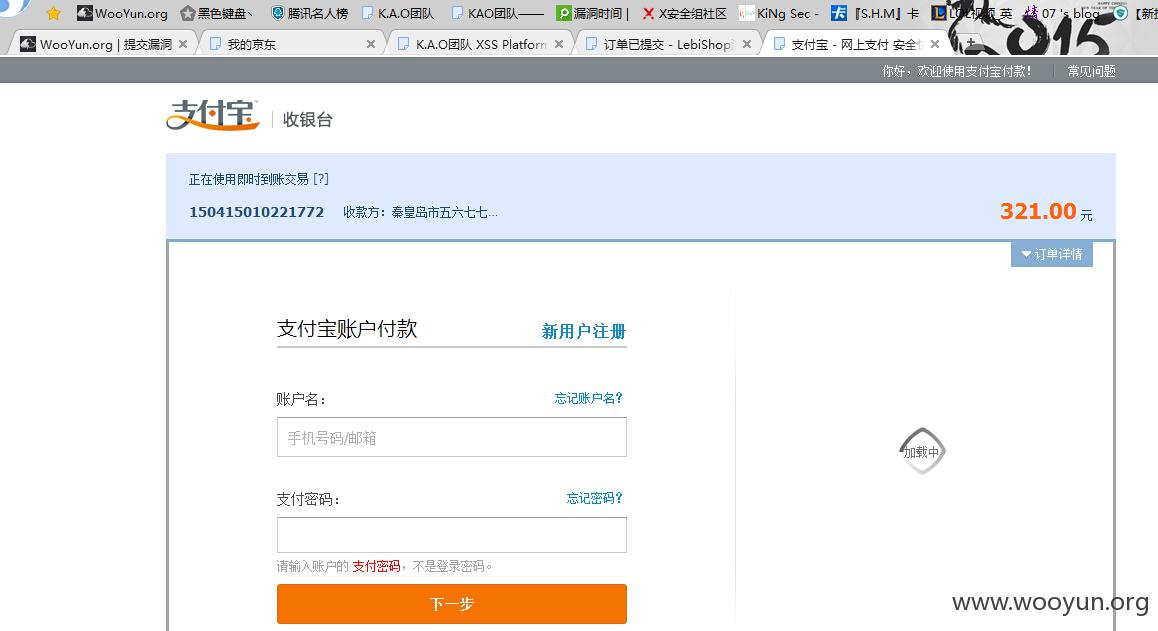 WooYun.org 黑色键盘丶 腾讯名人榜 K.A.O团队 KAO团队—— 漏洞时间 | X安全组社区 KiNg Sec - 『S.H.M』卡 LOL视频_英 07 's blog 【新
WooYun.org | 提交漏洞 我的京东 K.A.O团队 XSS Platform 订单已提交 - LebiShop 支付宝 - 网上支付 安全
你好，欢迎使用支付宝付款！ 常见问题
支付宝 收银台
正在使用即时到账交易 [?]
150415010221772 收款方：秦皇岛市五六七七... 321.00 元
订单详情
支付宝账户付款 新用户注册
账户名： 忘记账户名?
手机号码/邮箱
加载中
支付密码： 忘记密码?
请输入账户的 支付密码，不是登录密码。
下一步
www.wooyun.org